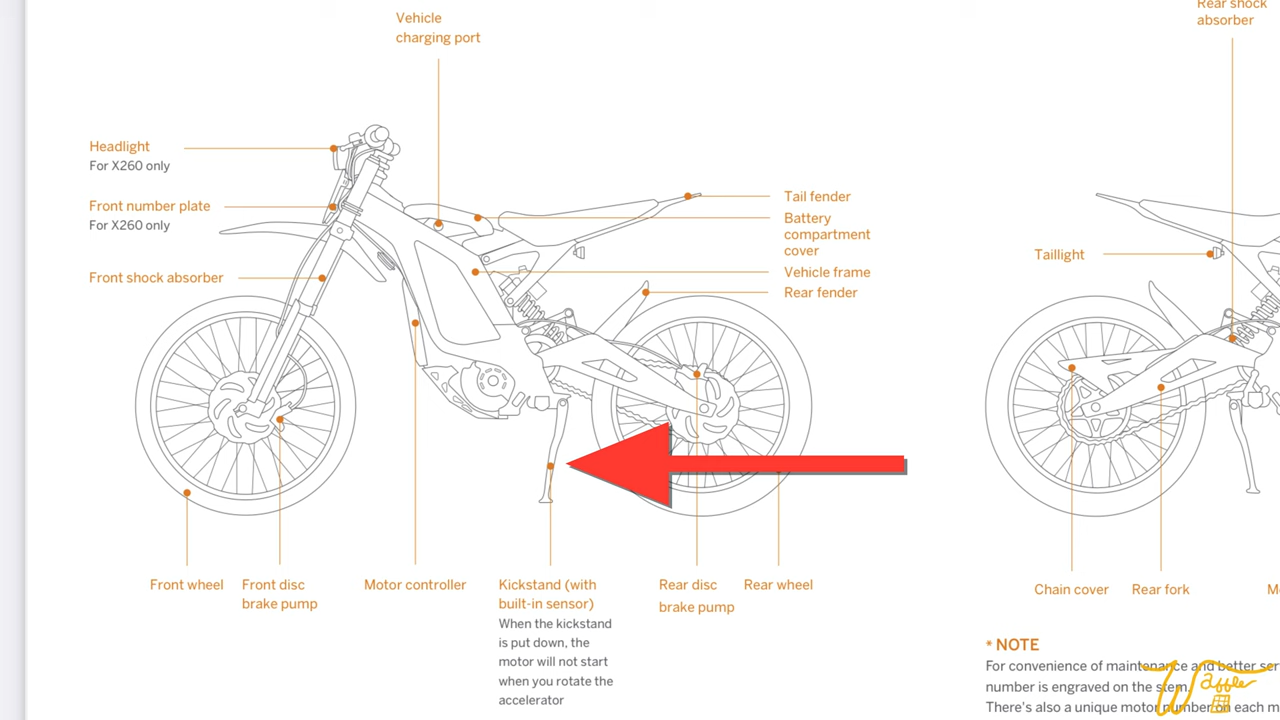 Vehicle
charging port
Rear shock
absorber
Headlight
For X260 only
Front number plate
For X260 only
Front shock absorber
Tail fender
Battery
compartment
cover
Vehicle frame
Rear fender
Taillight
Front wheel
Front disc
brake pump
Motor controller
Kickstand (with
built-in sensor)
When the kickstand
is put down, the
motor will not start
when you rotate the
accelerator
Rear disc
brake pump
Rear wheel
Chain cover
Rear fork
* NOTE
For convenience of maintenance and better ser
number is engraved on the stem.
There's also a unique motor number on each m
Waffle